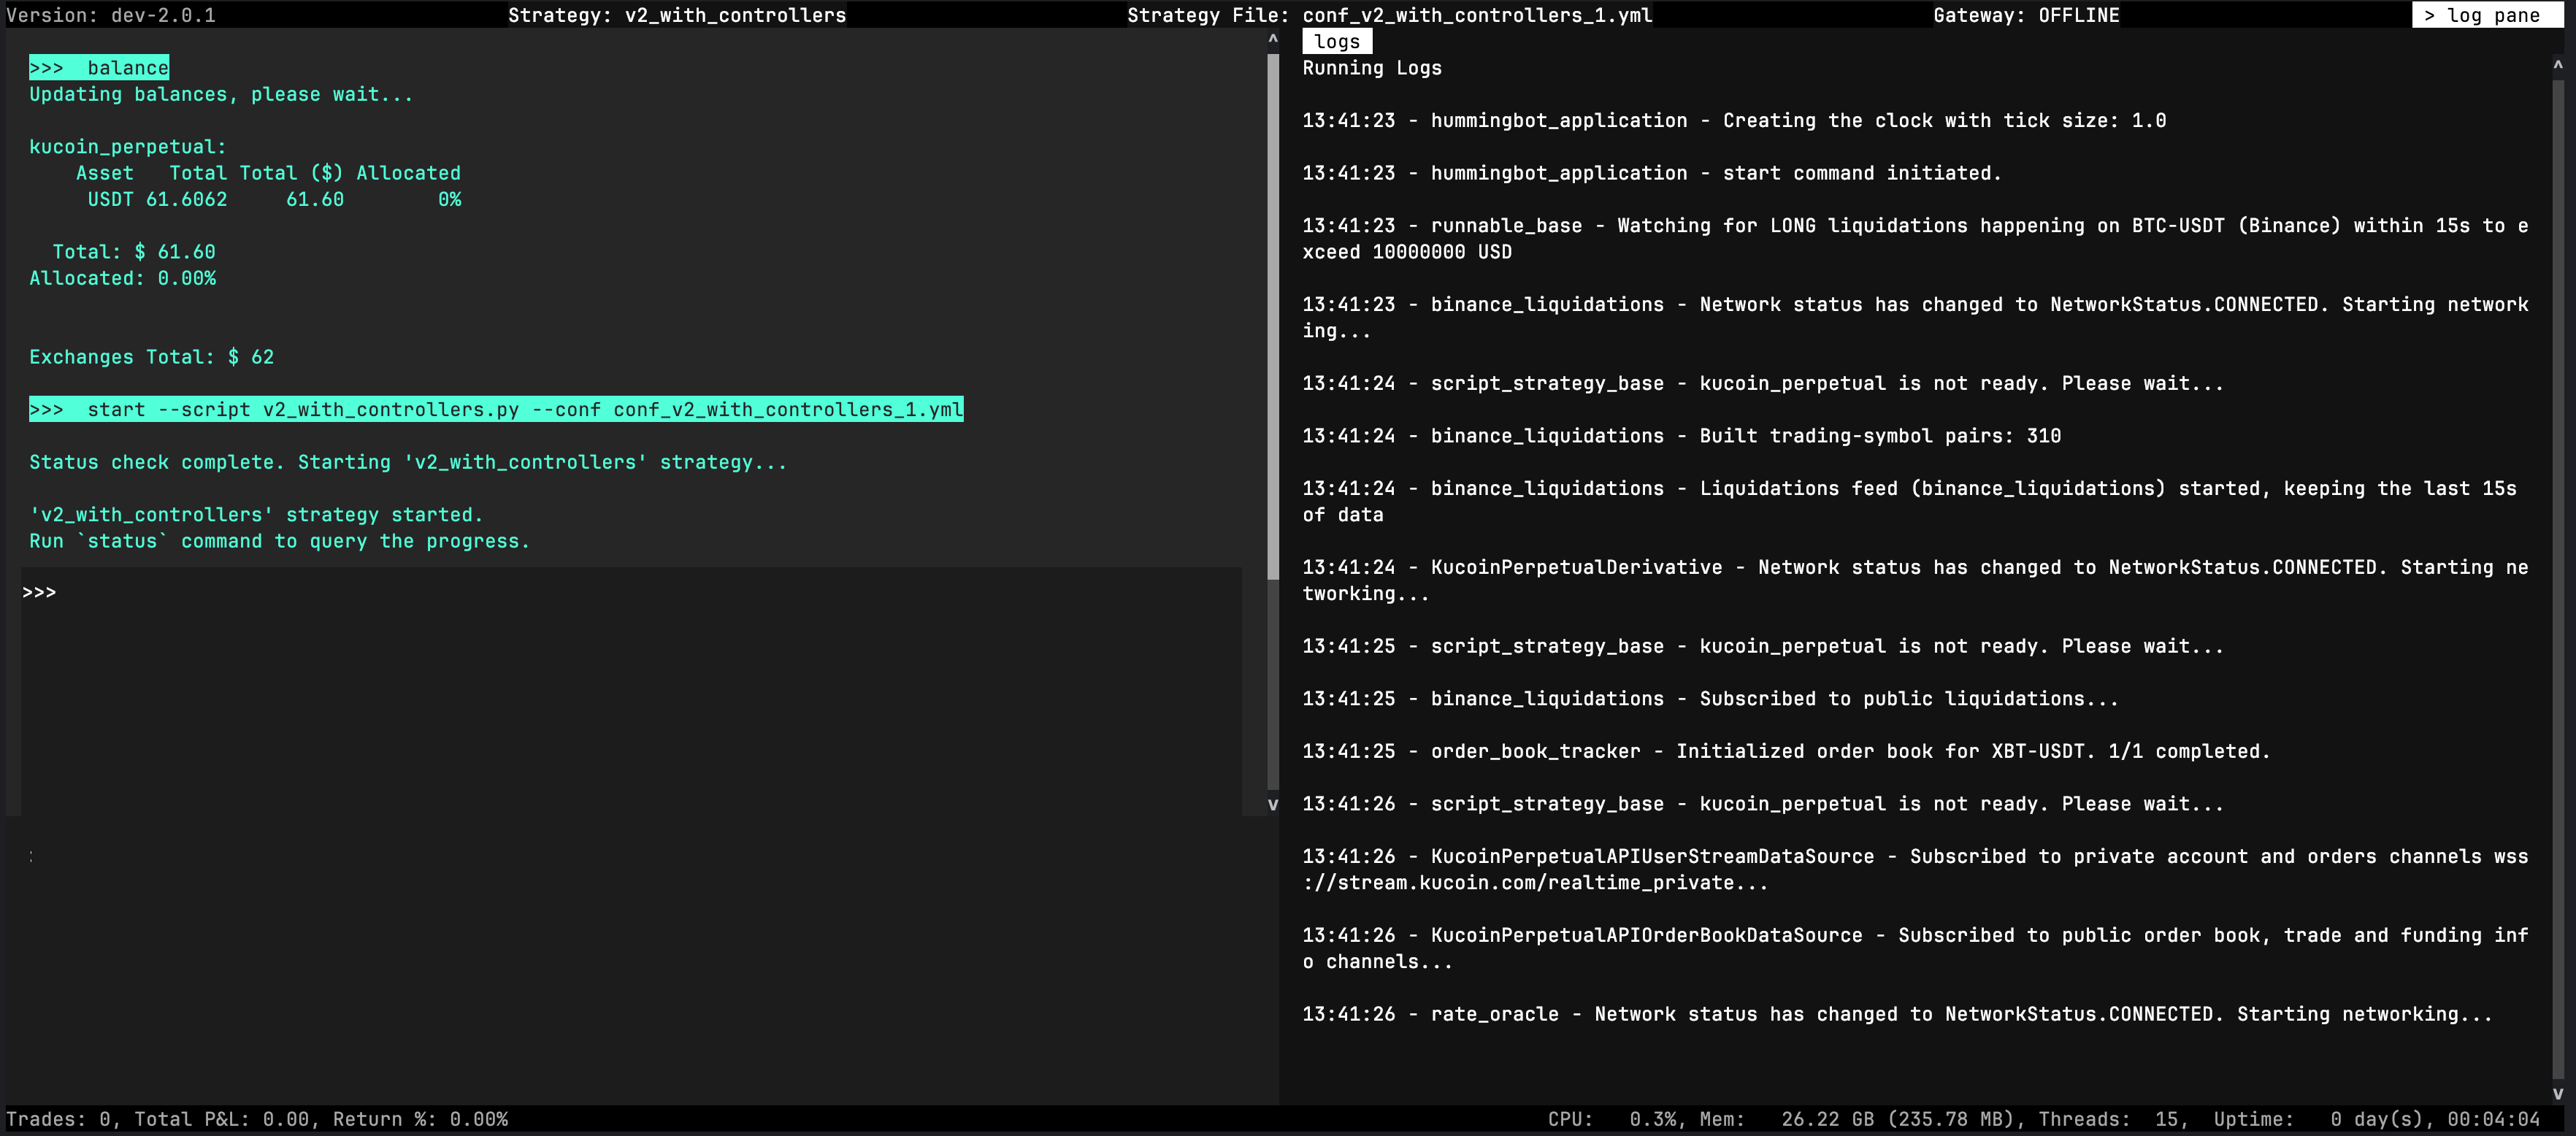 Version: dev-2.0.1 Strategy: v2_with_controllers Strategy File: conf_v2_with_controllers_1.yml Gateway: OFFLINE > log pane
>>> balance
Updating balances, please wait...
kucoin_perpetual:
Asset Total Total ($) Allocated
USDT 61.6062 61.60 0%
Total: $ 61.60
Allocated: 0.00%
Exchanges Total: $ 62
>>> start --script v2_with_controllers.py --conf conf_v2_with_controllers_1.yml
Status check complete. Starting 'v2_with_controllers' strategy...
'v2_with_controllers' strategy started.
Run `status` command to query the progress.
>>>
:
logs
Running Logs
13:41:23 - hummingbot_application - Creating the clock with tick size: 1.0
13:41:23 - hummingbot_application - start command initiated.
13:41:23 - runnable_base - Watching for LONG liquidations happening on BTC-USDT (Binance) within 15s to e
xceed 10000000 USD
13:41:23 - binance_liquidations - Network status has changed to NetworkStatus.CONNECTED. Starting network
ing...
13:41:24 - script_strategy_base - kucoin_perpetual is not ready. Please wait...
13:41:24 - binance_liquidations - Built trading-symbol pairs: 310
13:41:24 - binance_liquidations - Liquidations feed (binance_liquidations) started, keeping the last 15s
of data
13:41:24 - KucoinPerpetualDerivative - Network status has changed to NetworkStatus.CONNECTED. Starting ne
tworking...
13:41:25 - script_strategy_base - kucoin_perpetual is not ready. Please wait...
13:41:25 - binance_liquidations - Subscribed to public liquidations...
13:41:25 - order_book_tracker - Initialized order book for XBT-USDT. 1/1 completed.
13:41:26 - script_strategy_base - kucoin_perpetual is not ready. Please wait...
13:41:26 - KucoinPerpetualAPIUserStreamDataSource - Subscribed to private account and orders channels wss
://stream.kucoin.com/realtime_private...
13:41:26 - KucoinPerpetualAPIOrderBookDataSource - Subscribed to public order book, trade and funding inf
o channels...
13:41:26 - rate_oracle - Network status has changed to NetworkStatus.CONNECTED. Starting networking...
Trades: 0, Total P&L: 0.00, Return %: 0.00% CPU: 0.3%, Mem: 26.22 GB (235.78 MB), Threads: 15, Uptime: 0 day(s), 00:04:04